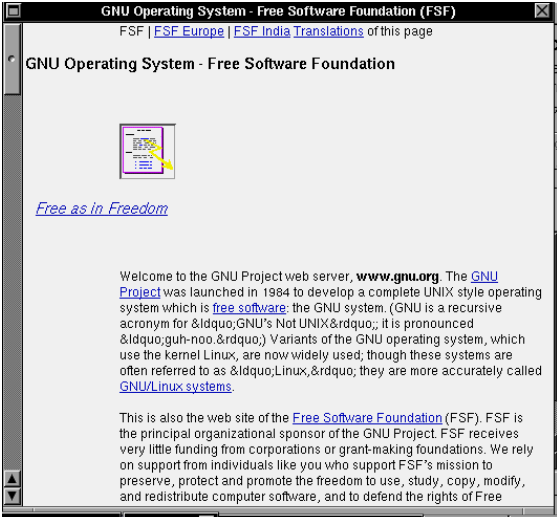 GNU Operating System - Free Software Foundation (FSF)
FSF | FSF Europe | FSF India Translations of this page
GNU Operating System - Free Software Foundation
Free as in Freedom
Welcome to the GNU Project web server, www.gnu.org. The GNU
Project was launched in 1984 to develop a complete UNIX style operating
system which is free software: the GNU system. (GNU is a recursive
acronym for &ldquo;GNU's Not UNIX&rdquo;; it is pronounced
&ldquo;guh-noo.&rdquo;) Variants of the GNU operating system, which
use the kernel Linux, are now widely used; though these systems are
often referred to as &ldquo;Linux,&rdquo; they are more accurately called
GNU/Linux systems.
This is also the web site of the Free Software Foundation (FSF). FSF is
the principal organizational sponsor of the GNU Project. FSF receives
very little funding from corporations or grant-making foundations. We rely
on support from individuals like you who support FSF's mission to
preserve, protect and promote the freedom to use, study, copy, modify,
and redistribute computer software, and to defend the rights of Free